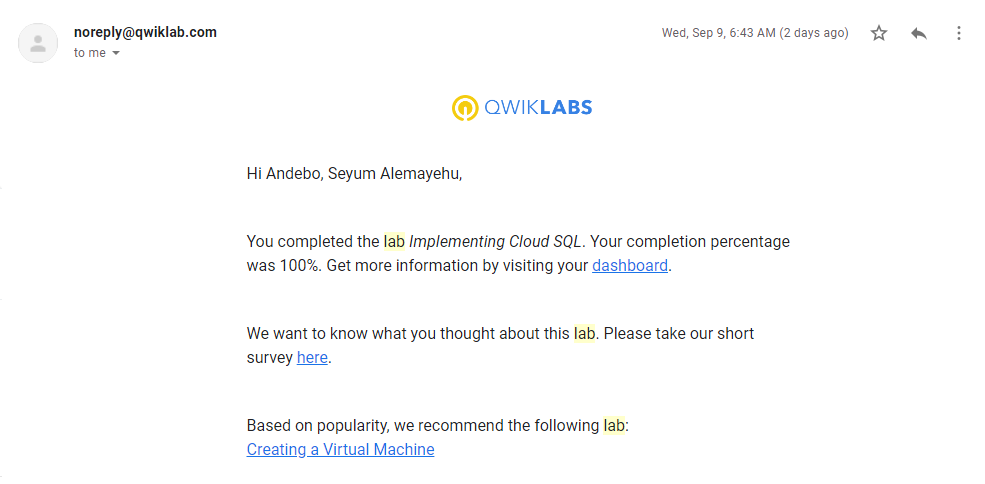 noreply@qwiklab.com
Wed, Sep 9, 6:43 AM (2 days ago)
to me
QWIKLABS
Hi Andebo, Seyum Alemayehu,
You completed the lab Implementing Cloud SQL. Your completion percentage
was 100%. Get more information by visiting your dashboard.
We want to know what you thought about this lab. Please take our short
survey here.
Based on popularity, we recommend the following lab:
Creating a Virtual Machine